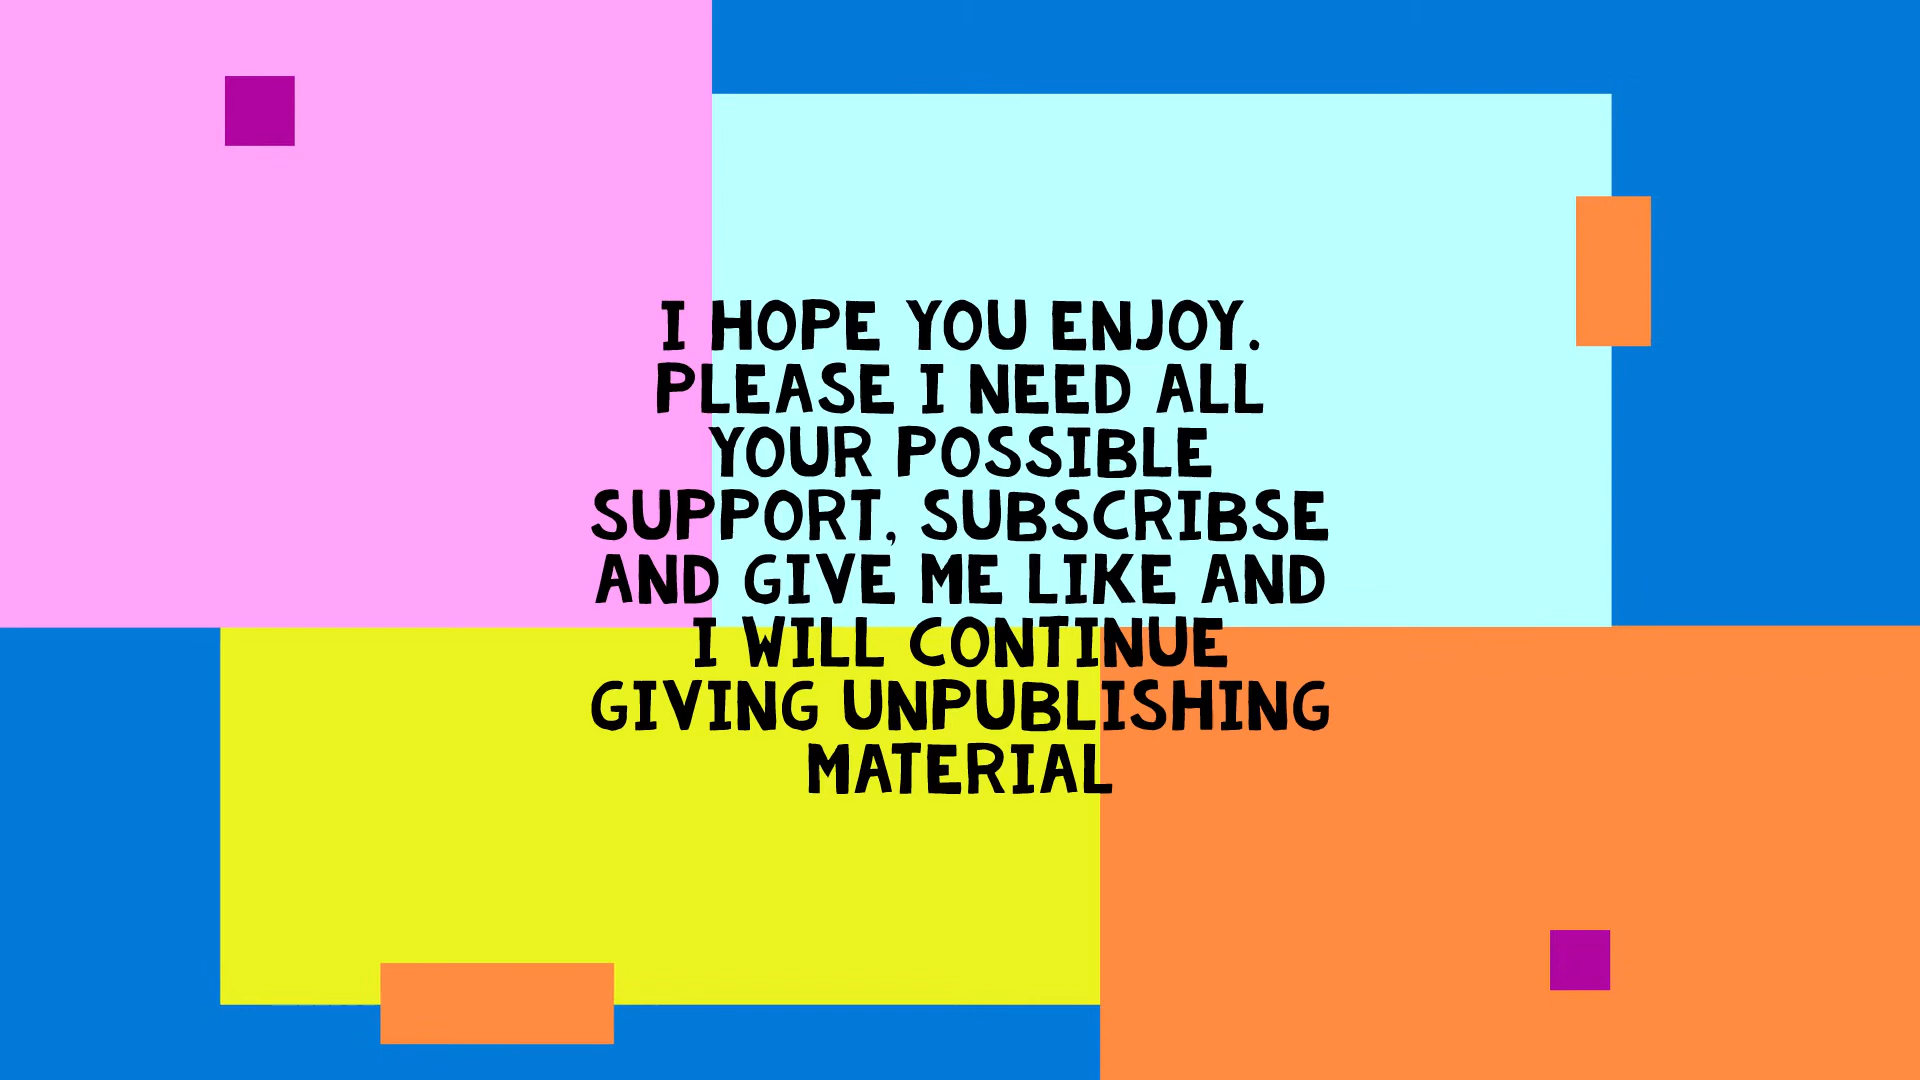 I HOPE YOU ENJOY.
PLEASE I NEED ALL
YOUR POSSIBLE
SUPPORT, SUBSCRIBSE
AND GIVE ME LIKE AND
I WILL CONTINUE
GIVING UNPUBLISHING
MATERIAL